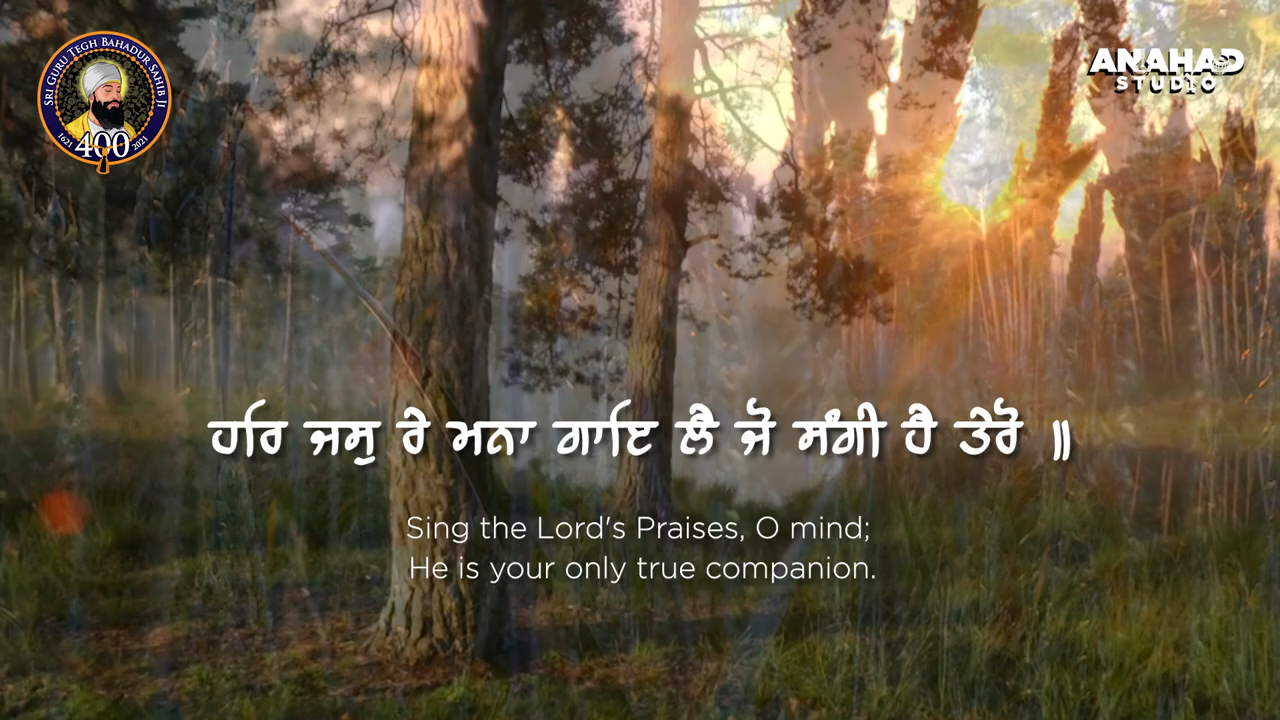 SRI GURU TEGH BAHADUR SAHIB JI
1621 400 2021
ANAHAD
STUDIO
ਹਰਿ ਜਸੁ ਰੇ ਮਨਾ ਗਾਇ ਲੈ ਜੋ ਸੰਗੀ ਹੈ ਤੇਰੋ ॥
Sing the Lord's Praises, O mind;
He is your only true companion.